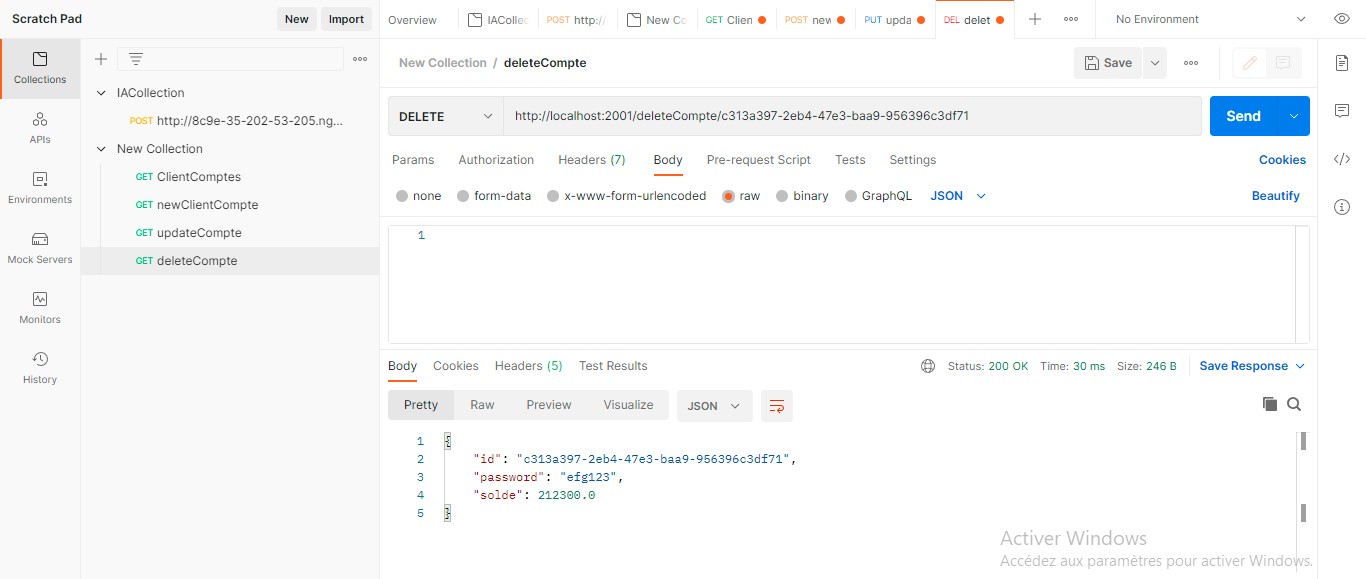 Scratch Pad
New
Import
Overview
IACollec
POST http:/
New Co
GET Clien
POST new
PUT upda
DEL delet
No Environment
Collections
APIs
Environments
Mock Servers
Monitors
History
IACollection
POST http://8c9e-35-202-53-205.ng...
New Collection
GET ClientComptes
GET newClientCompte
GET updateCompte
GET deleteCompte
New Collection / deleteCompte
Save
DELETE
http://localhost:2001/deleteCompte/c313a397-2eb4-47e3-baa9-956396c3df71
Send
Params Authorization Headers (7) Body Pre-request Script Tests Settings
Cookies
none form-data x-www-form-urlencoded raw binary GraphQL JSON
Beautify
1
Body Cookies Headers (5) Test Results
Status: 200 OK Time: 30 ms Size: 246 B
Save Response
Pretty Raw Preview Visualize JSON
1 {
2 "id": "c313a397-2eb4-47e3-baa9-956396c3df71",
3 "password": "efg123",
4 "solde": 212300.0
5 }
Activer Windows
Accédez aux paramètres pour activer Windows.